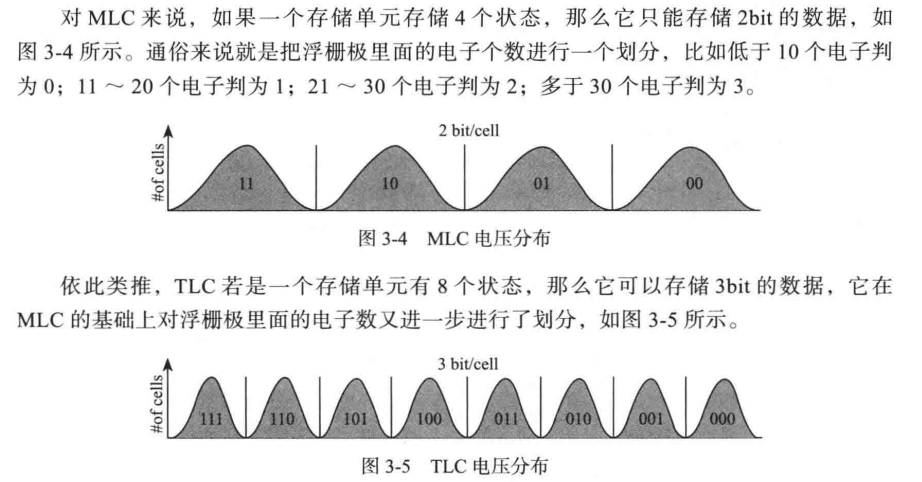 对 MLC 来说，如果一个存储单元存储 4 个状态，那么它只能存储 2bit 的数据，如
图 3-4 所示。通俗来说就是把浮栅极里面的电子个数进行一个划分，比如低于 10 个电子判
为 0；11 ～ 20 个电子判为 1；21 ～ 30 个电子判为 2；多于 30 个电子判为 3。
2 bit/cell
#of cells
11 10 01 00
图 3-4 MLC 电压分布
依此类推，TLC 若是一个存储单元有 8 个状态，那么它可以存储 3bit 的数据，它在
MLC 的基础上对浮栅极里面的电子数又进一步进行了划分，如图 3-5 所示。
3 bit/cell
#of cells
111 110 101 100 011 010 001 000
图 3-5 TLC 电压分布